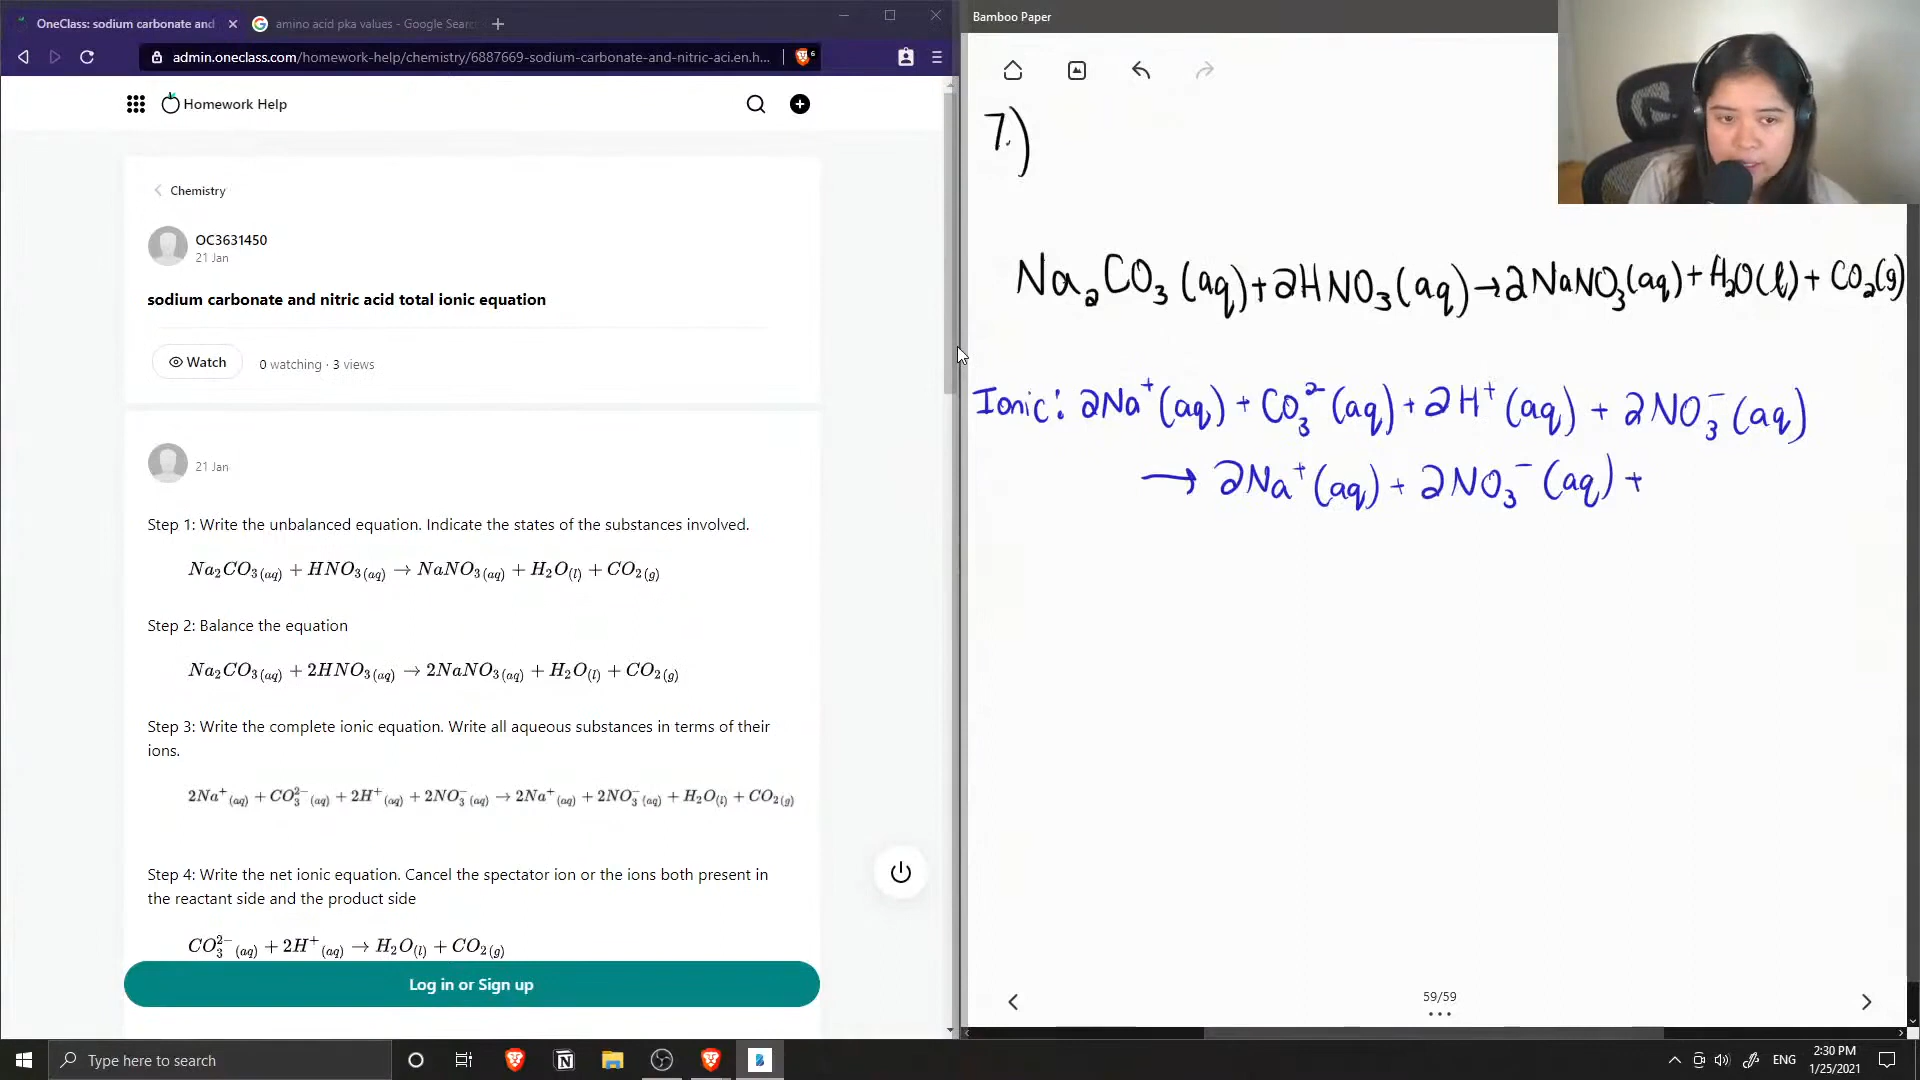 OneClass: sodium carbonate and
amino acid pka values - Google Searc
admin.oneclass.com/homework-help/chemistry/6887669-sodium-carbonate-and-nitric-aci.en.h...
6
Homework Help
Chemistry
OC3631450
21 Jan
sodium carbonate and nitric acid total ionic equation
Watch
0 watching · 3 views
21 Jan
Step 1: Write the unbalanced equation. Indicate the states of the substances involved.
Na₂CO₃(aq) + HNO₃(aq) → NaNO₃(aq) + H₂O(l) + CO₂(g)
Step 2: Balance the equation
Na₂CO₃(aq) + 2HNO₃(aq) → 2NaNO₃(aq) + H₂O(l) + CO₂(g)
Step 3: Write the complete ionic equation. Write all aqueous substances in terms of their
ions.
2Na⁺(aq) + CO₃²⁻(aq) + 2H⁺(aq) + 2NO₃⁻(aq) → 2Na⁺(aq) + 2NO₃⁻(aq) + H₂O(l) + CO₂(g)
Step 4: Write the net ionic equation. Cancel the spectator ion or the ions both present in
the reactant side and the product side
CO₃²⁻(aq) + 2H⁺(aq) → H₂O(l) + CO₂(g)
Log in or Sign up
Bamboo Paper
7.)
Na₂CO₃(aq) + 2HNO₃(aq) → 2NaNO₃(aq) + H₂O(l) + CO₂(g)
Ionic: 2Na⁺(aq) + CO₃²⁻(aq) + 2H⁺(aq) + 2NO₃⁻(aq)
→ 2Na⁺(aq) + 2NO₃⁻(aq) +
59/59
Type here to search
ENG
2:30 PM
1/25/2021